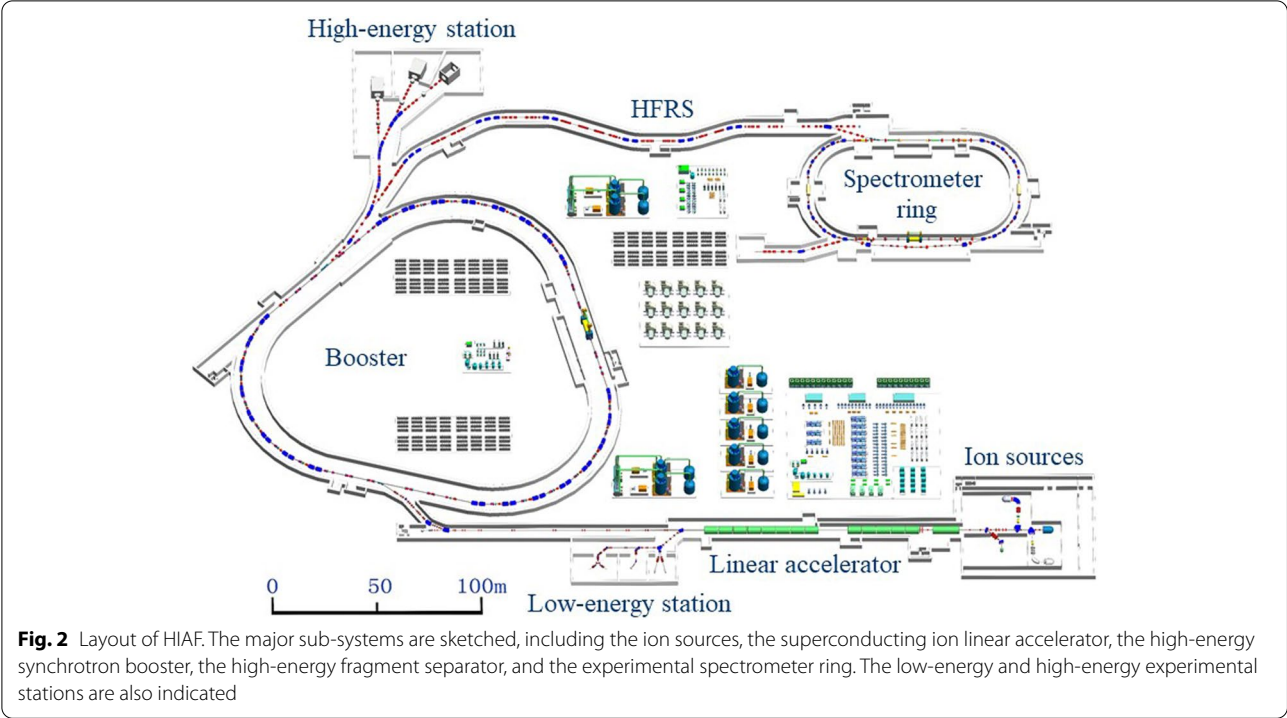 High-energy station
HFRS
Spectrometer
ring
Booster
Ion sources
Linear accelerator
Low-energy station
0 50 100m
Fig. 2 Layout of HIAF. The major sub-systems are sketched, including the ion sources, the superconducting ion linear accelerator, the high-energy
synchrotron booster, the high-energy fragment separator, and the experimental spectrometer ring. The low-energy and high-energy experimental
stations are also indicated